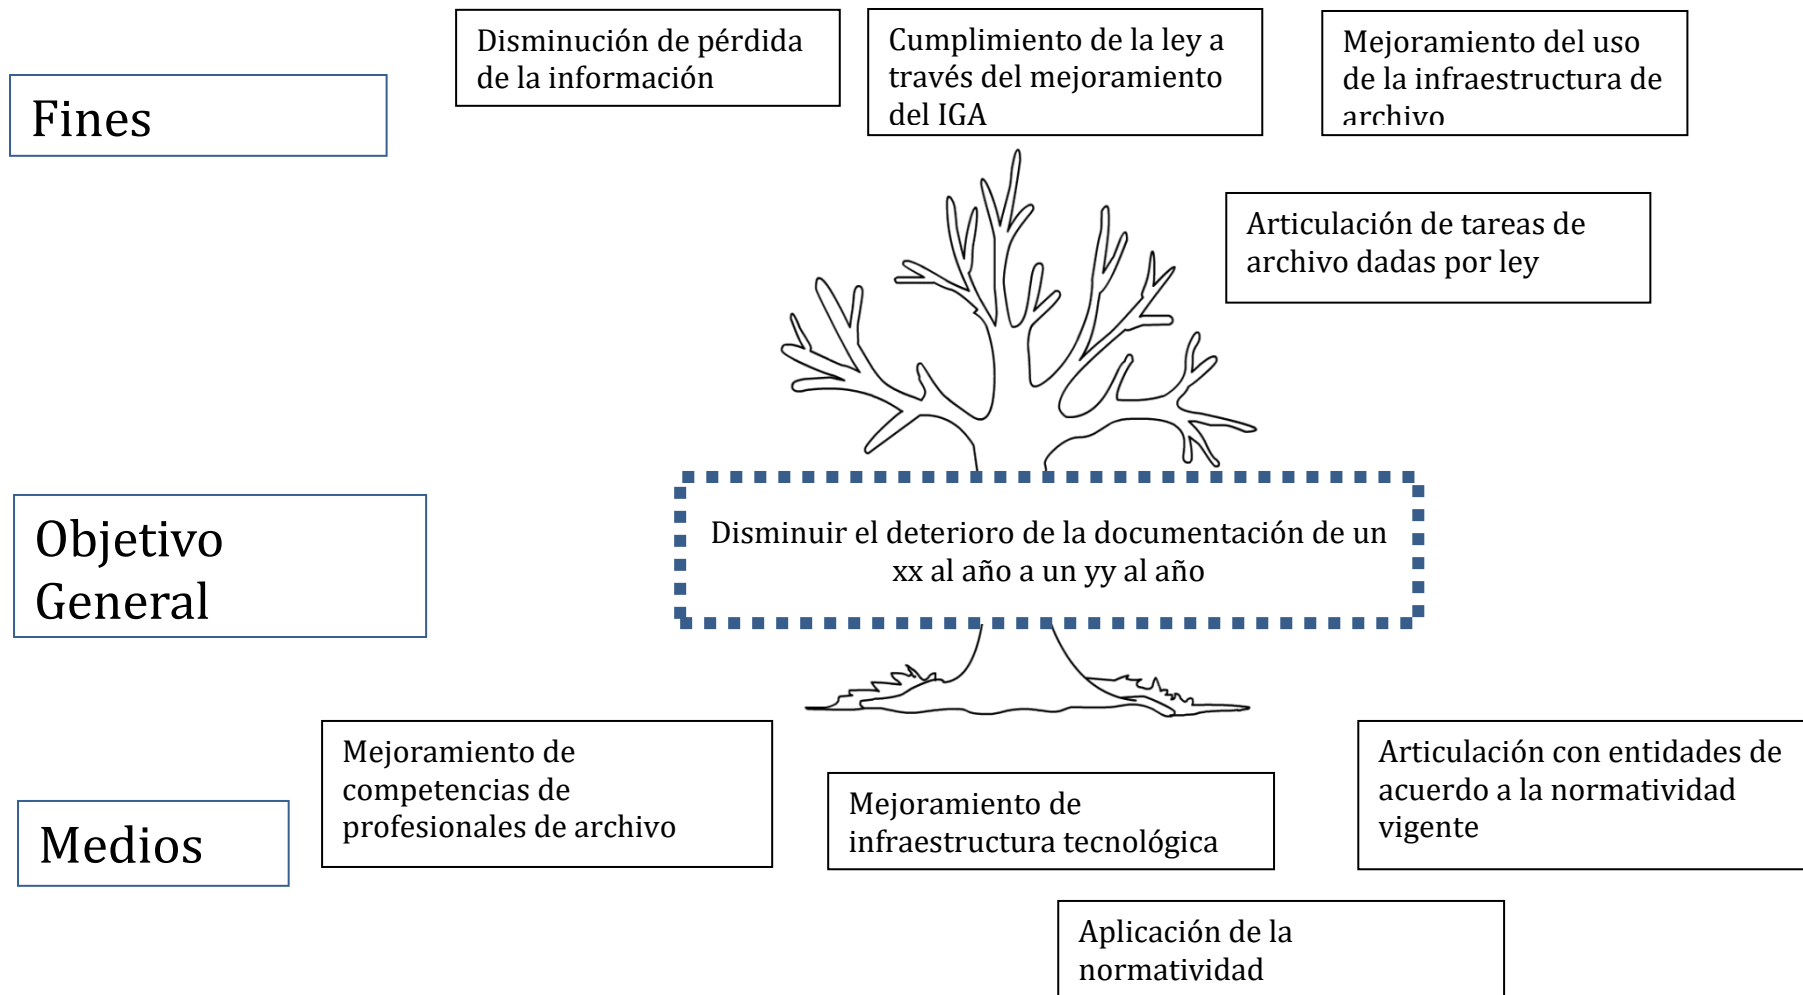 Fines
Disminución de pérdida
de la información
Cumplimiento de la ley a
través del mejoramiento
del IGA
Mejoramiento del uso
de la infraestructura de
archivo
Articulación de tareas de
archivo dadas por ley
Objetivo
General
Disminuir el deterioro de la documentación de un
xx al año a un yy al año
Medios
Mejoramiento de
competencias de
profesionales de archivo
Mejoramiento de
infraestructura tecnológica
Articulación con entidades de
acuerdo a la normatividad
vigente
Aplicación de la
normatividad